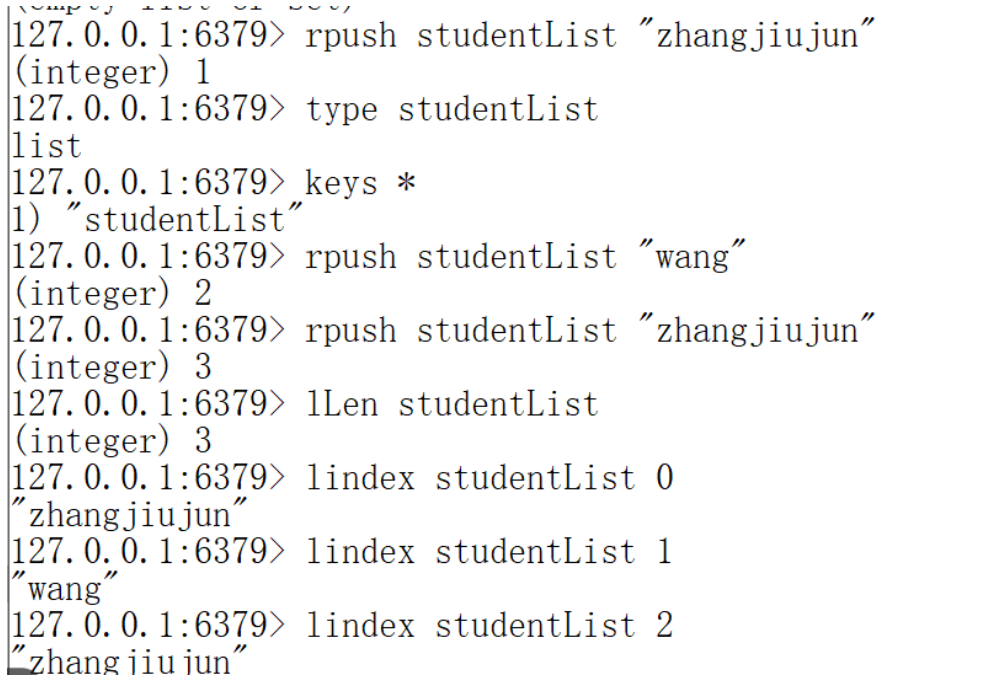 (empty list or set)
127.0.0.1:6379> rpush studentList "zhangjiujun"
(integer) 1
127.0.0.1:6379> type studentList
list
127.0.0.1:6379> keys *
1) "studentList"
127.0.0.1:6379> rpush studentList "wang"
(integer) 2
127.0.0.1:6379> rpush studentList "zhangjiujun"
(integer) 3
127.0.0.1:6379> lLen studentList
(integer) 3
127.0.0.1:6379> lindex studentList 0
"zhangjiujun"
127.0.0.1:6379> lindex studentList 1
"wang"
127.0.0.1:6379> lindex studentList 2
"zhangjiujun"